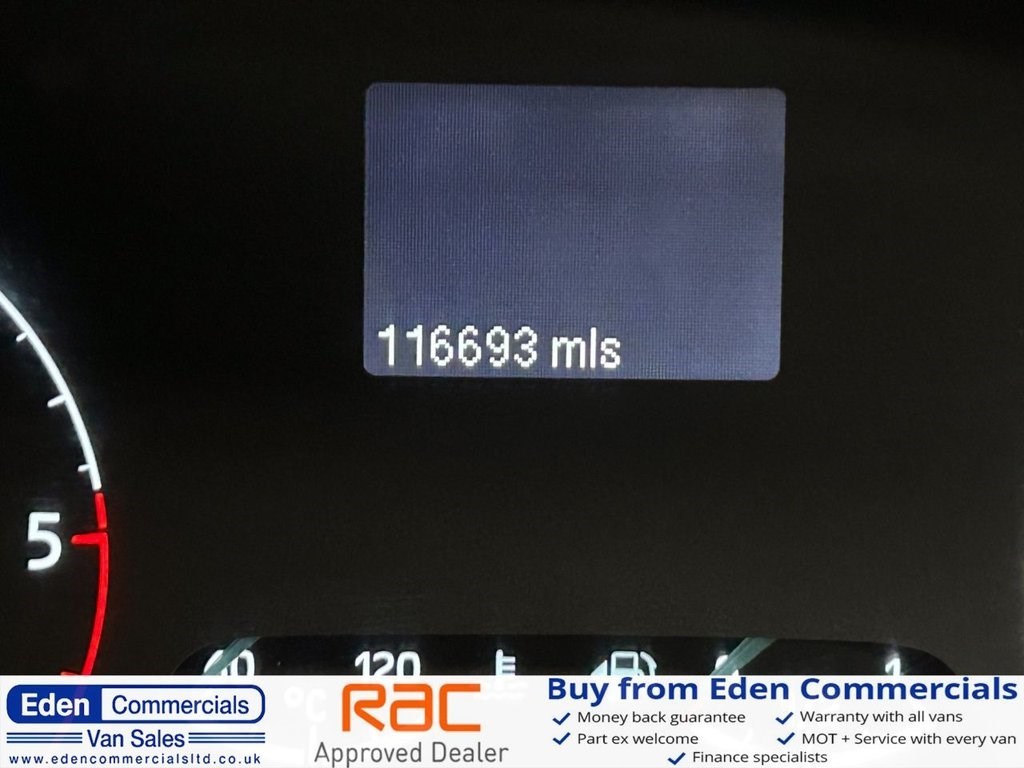 116693 mls
5
120
Eden Commercials
Van Sales
www.edencommercialsltd.co.uk
RAC
Approved Dealer
Buy from Eden Commercials
Money back guarantee
Warranty with all vans
Part ex welcome
MOT + Service with every van
Finance specialists